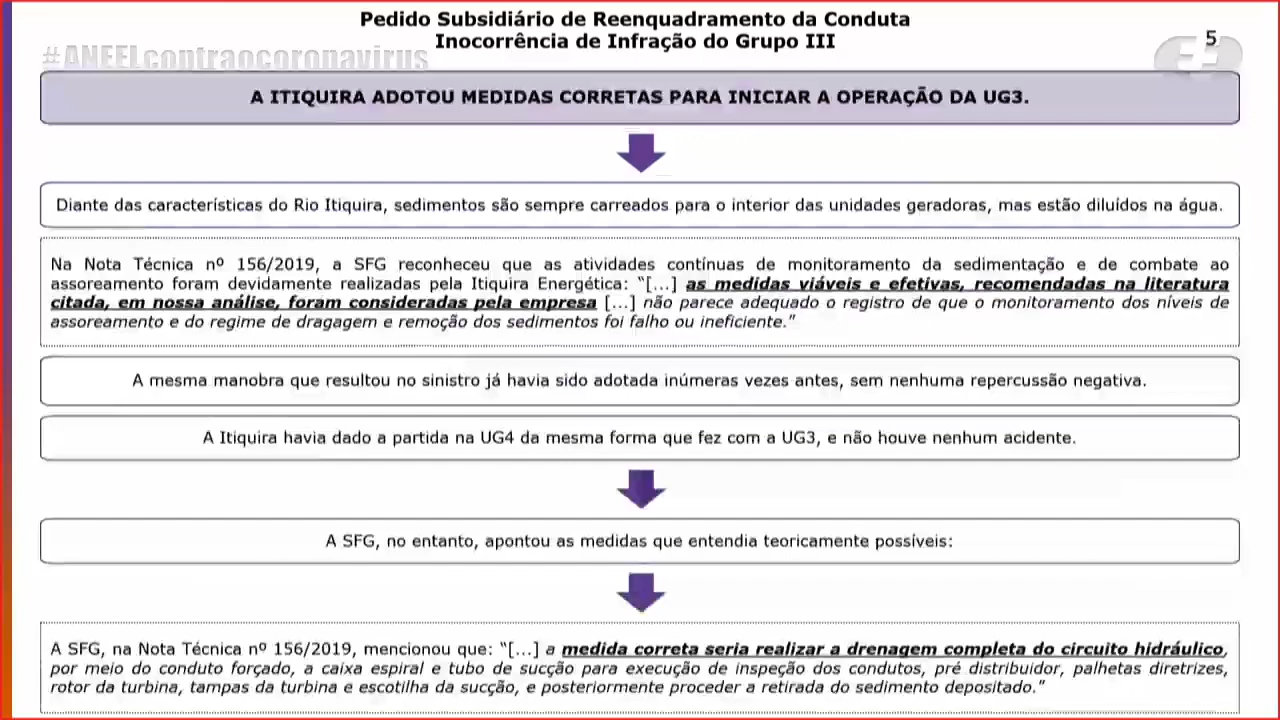 Pedido Subsidiário de Reenquadramento da Conduta
Inocorrência de Infração do Grupo III
5
#ANEELcontraocoronavirus
A ITIQUIRA ADOTOU MEDIDAS CORRETAS PARA INICIAR A OPERAÇÃO DA UG3.
Diante das características do Rio Itiquira, sedimentos são sempre carreados para o interior das unidades geradoras, mas estão diluídos na água.
Na Nota Técnica nº 156/2019, a SFG reconheceu que as atividades contínuas de monitoramento da sedimentação e de combate ao
assoreamento foram devidamente realizadas pela Itiquira Energética: “[...] as medidas viáveis e efetivas, recomendadas na literatura
citada, em nossa análise, foram consideradas pela empresa [...] não parece adequado o registro de que o monitoramento dos níveis de
assoreamento e do regime de dragagem e remoção dos sedimentos foi falho ou ineficiente.”
A mesma manobra que resultou no sinistro já havia sido adotada inúmeras vezes antes, sem nenhuma repercussão negativa.
A Itiquira havia dado a partida na UG4 da mesma forma que fez com a UG3, e não houve nenhum acidente.
A SFG, no entanto, apontou as medidas que entendia teoricamente possíveis:
A SFG, na Nota Técnica nº 156/2019, mencionou que: “[...] a medida correta seria realizar a drenagem completa do circuito hidráulico,
por meio do conduto forçado, a caixa espiral e tubo de sucção para execução de inspeção dos condutos, pré distribuidor, palhetas diretrizes,
rotor da turbina, tampas da turbina e escotilha da sucção, e posteriormente proceder a retirada do sedimento depositado.”